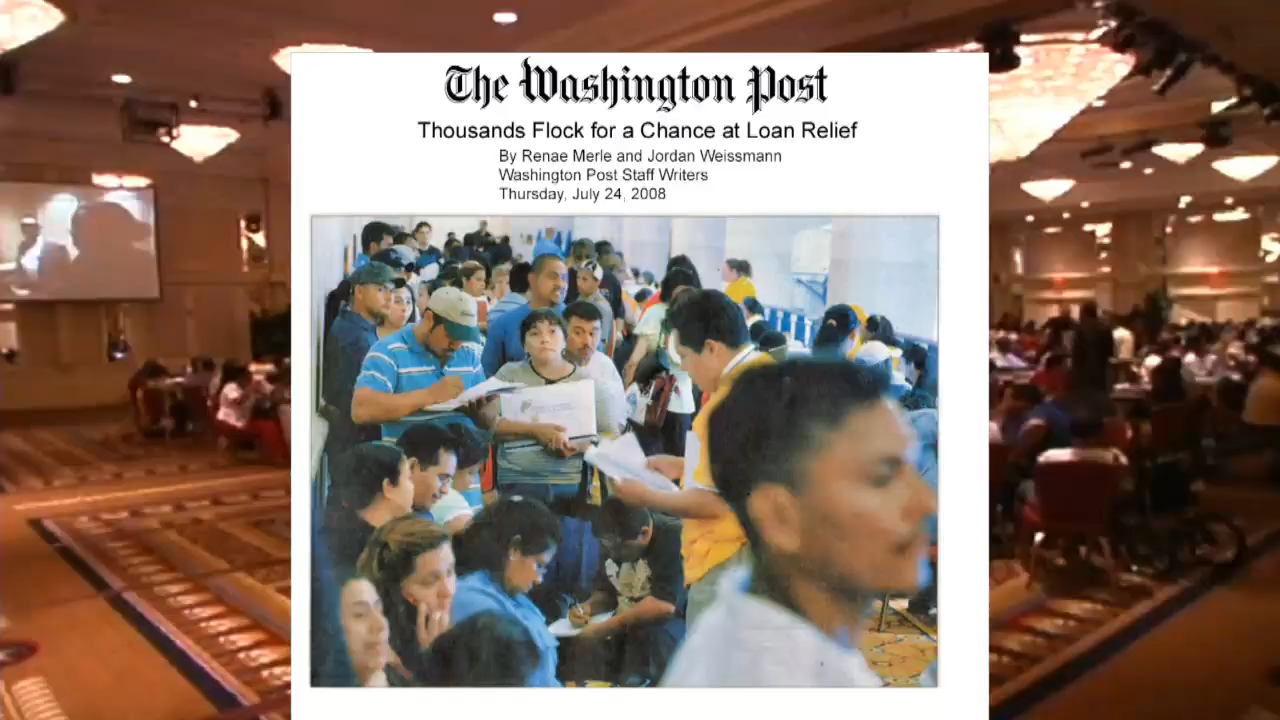 The Washington Post
Thousands Flock for a Chance at Loan Relief
By Renae Merle and Jordan Weissmann
Washington Post Staff Writers
Thursday, July 24, 2008